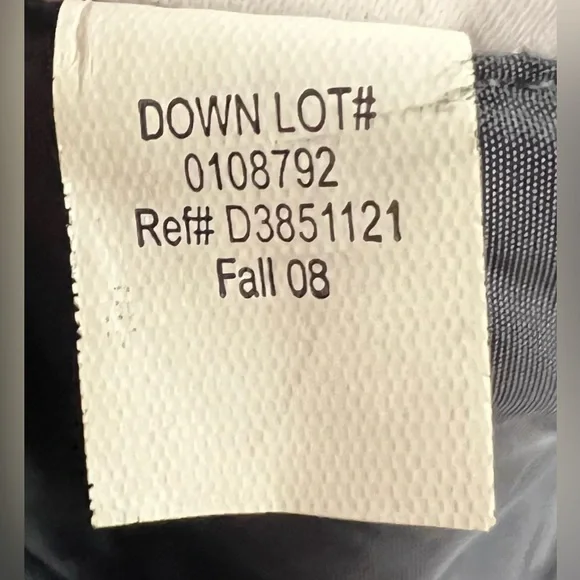 DOWN LOT#
0108792
Ref# D3851121
Fall 08